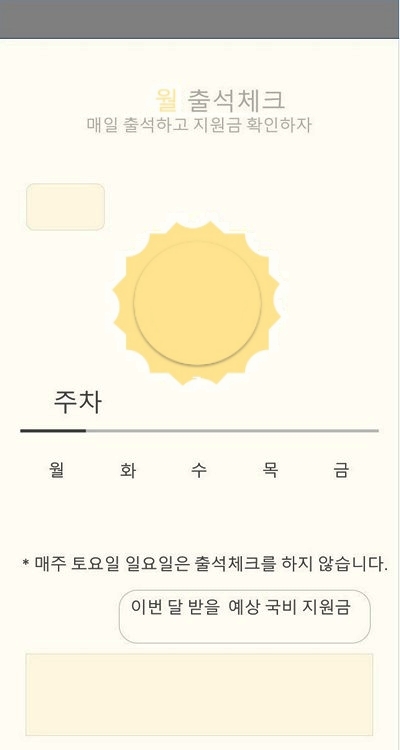 월 출석체크
매일 출석하고 지원금 확인하자
주차
월 화 수 목 금
* 매주 토요일 일요일은 출석체크를 하지 않습니다.
이번 달 받을 예상 국비 지원금